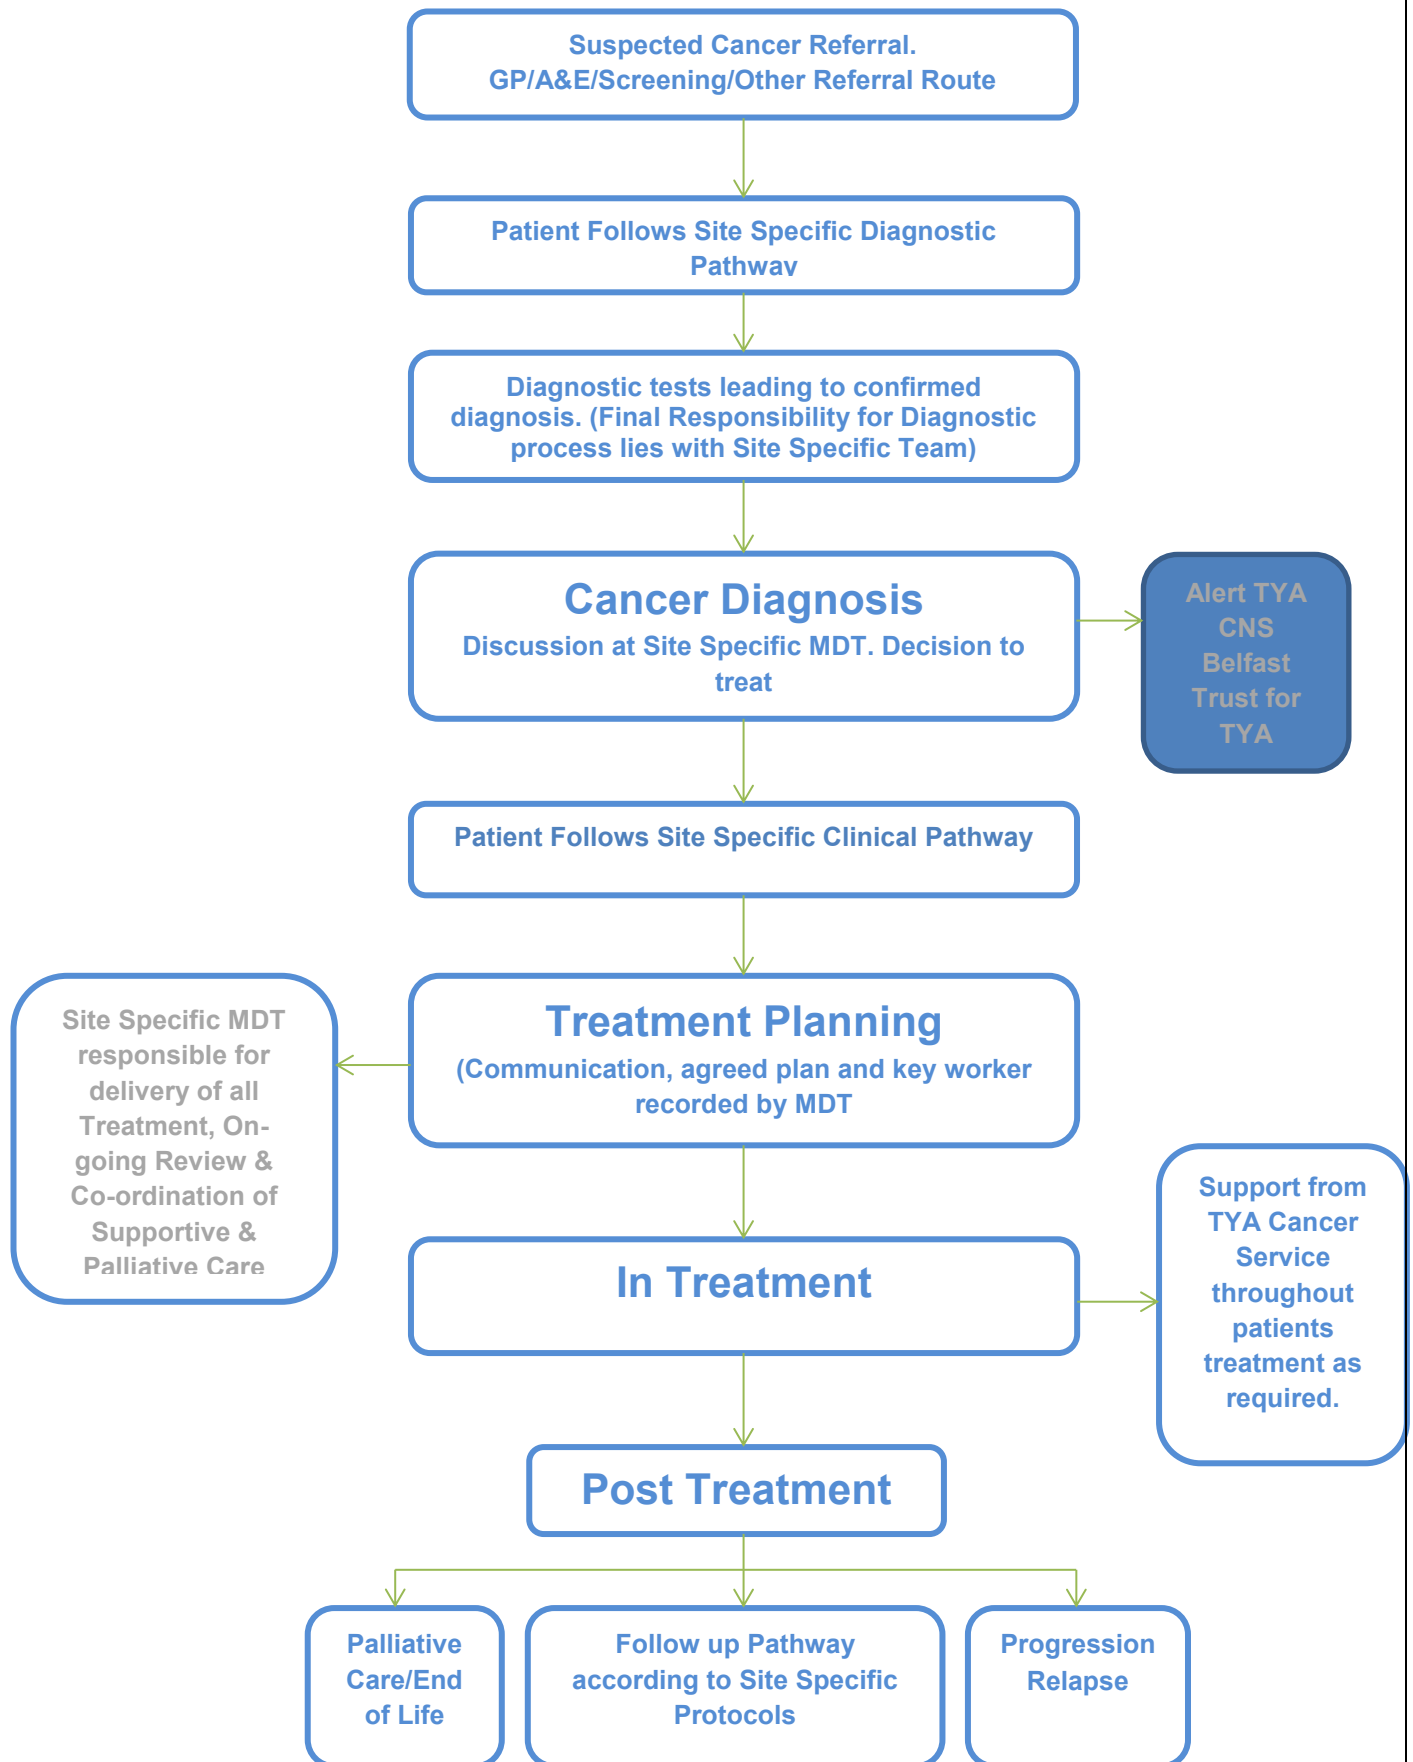 Suspected Cancer Referral.
GP/A&E/Screening/Other Referral Route
Patient Follows Site Specific Diagnostic
Pathway
Diagnostic tests leading to confirmed
diagnosis. (Final Responsibility for Diagnostic
process lies with Site Specific Team)
Cancer Diagnosis
Discussion at Site Specific MDT. Decision to
treat
Alert TYA
CNS
Belfast
Trust for
TYA
Patient Follows Site Specific Clinical Pathway
Treatment Planning
(Communication, agreed plan and key worker
recorded by MDT
Site Specific MDT
responsible for
delivery of all
Treatment, On-
going Review &
Co-ordination of
Supportive &
Palliative Care
In Treatment
Support from
TYA Cancer
Service
throughout
patients
treatment as
required.
Post Treatment
Palliative
Care/End
of Life
Follow up Pathway
according to Site Specific
Protocols
Progression
Relapse